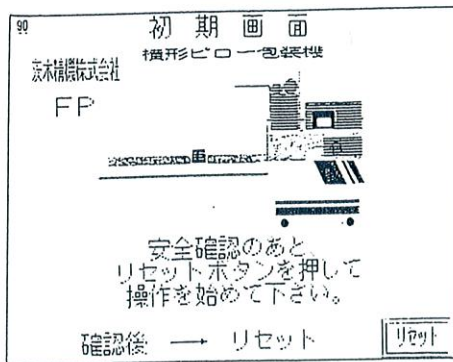 90
初期画面
横形ピロー包装機
茨木精機株式会社
FP
安全確認のあと、
リセットボタンを押して
操作を始めて下さい。
確認後 → リセット
リセット